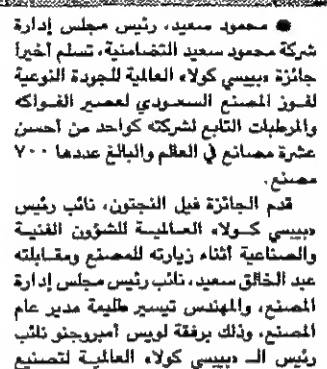 ● محمود سعيد، رئيس مجلس إدارة
شركة محمود سعيد التضامنية، تسلم أخيراً
جائزة «بيبسي كولا» العالمية للجودة النوعية
لفوز المصنع السعودي لعصير الفواكه
والمرطبات التابع لشركته كواحد من أحسن
عشرة مصانع في العالم والبالغ عددها ٧٠٠
مصنع.
قدم الجائزة فيل النجتون، نائب رئيس
«بيبسي كولا» العالمية للشؤون الفنية
والصناعية أثناء زيارته للمصنع ومقابلته
عبد الخالق سعيد، نائب رئيس مجلس إدارة
المصنع، والمهندس تيسير طليمة مدير عام
المصنع، وذلك برفقة لويس أمبروجنو نائب
رئيس الـ «بيبسي كولا» العالمية لتصنيع